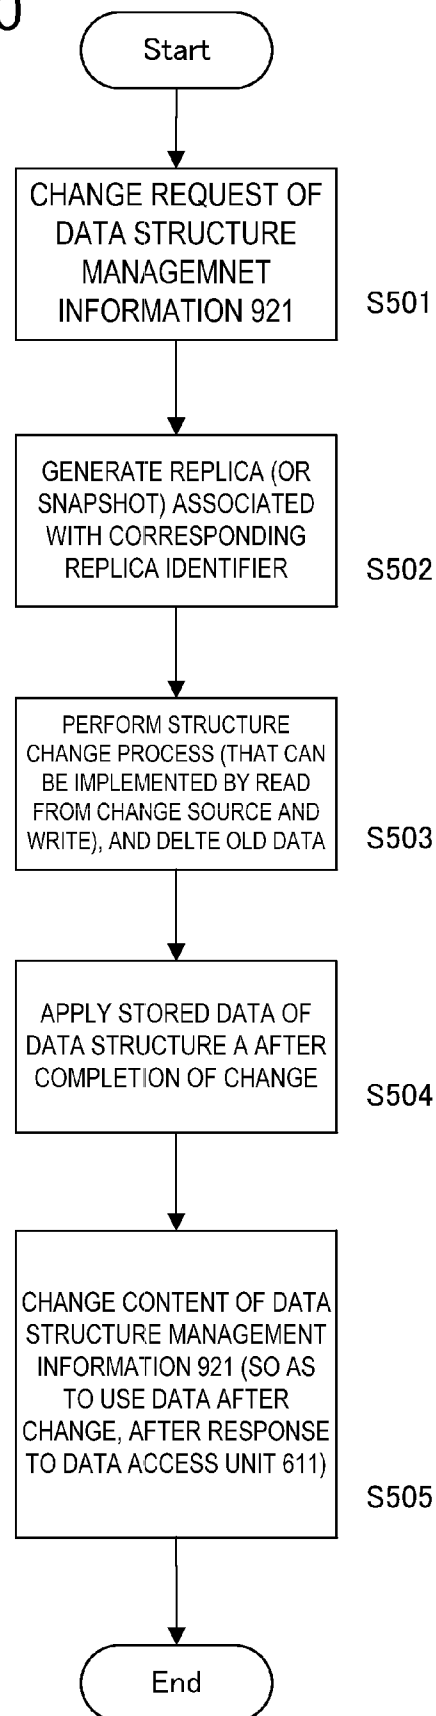 0
Start
CHANGE REQUEST OF
DATA STRUCTURE
MANAGEMNET
INFORMATION 921
S501
GENERATE REPLICA (OR
SNAPSHOT) ASSOCIATED
WITH CORRESPONDING
REPLICA IDENTIFIER
S502
PERFORM STRUCTURE
CHANGE PROCESS (THAT CAN
BE IMPLEMENTED BY READ
FROM CHANGE SOURCE AND
WRITE), AND DELTE OLD DATA
S503
APPLY STORED DATA OF
DATA STRUCTURE A AFTER
COMPLETION OF CHANGE
S504
CHANGE CONTENT OF DATA
STRUCTURE MANAGEMENT
INFORMATION 921 (SO AS
TO USE DATA AFTER
CHANGE, AFTER RESPONSE
TO DATA ACCESS UNIT 611)
S505
End